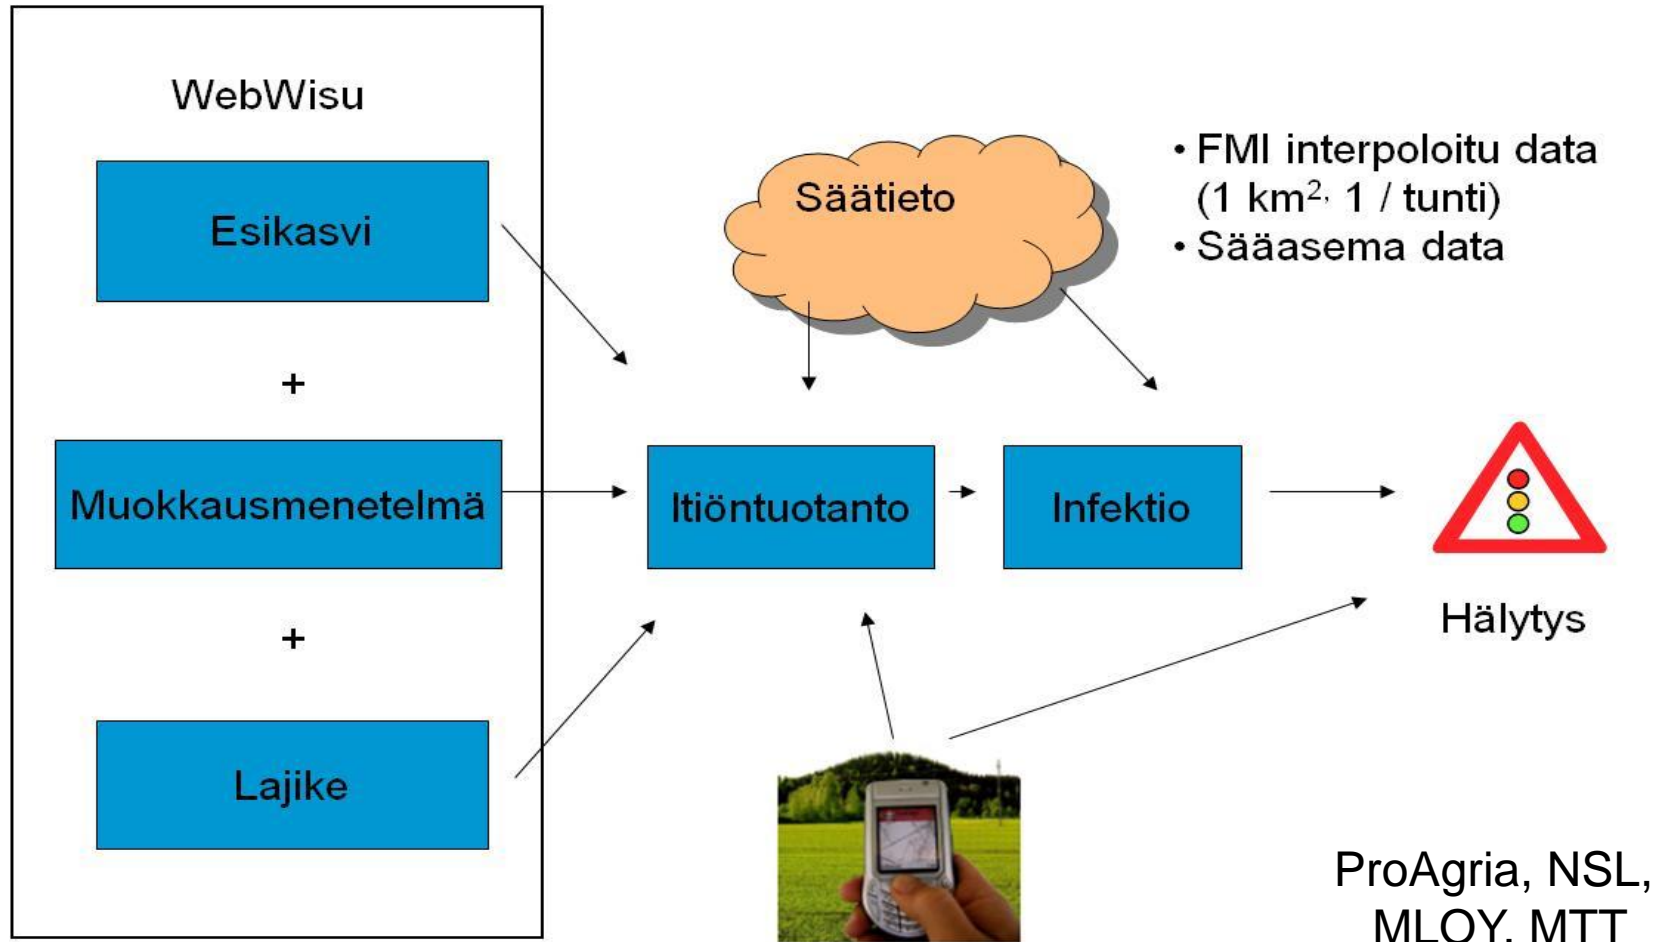 WebWisu
Esikasvi
+
Muokkausmenetelmä
+
Lajike
Säätieto
• FMI interpoloitu data
(1 km², 1 / tunti)
• Sääasema data
Itiöntuotanto
Infektio
Hälytys
ProAgria, NSL,
MLOY, MTT